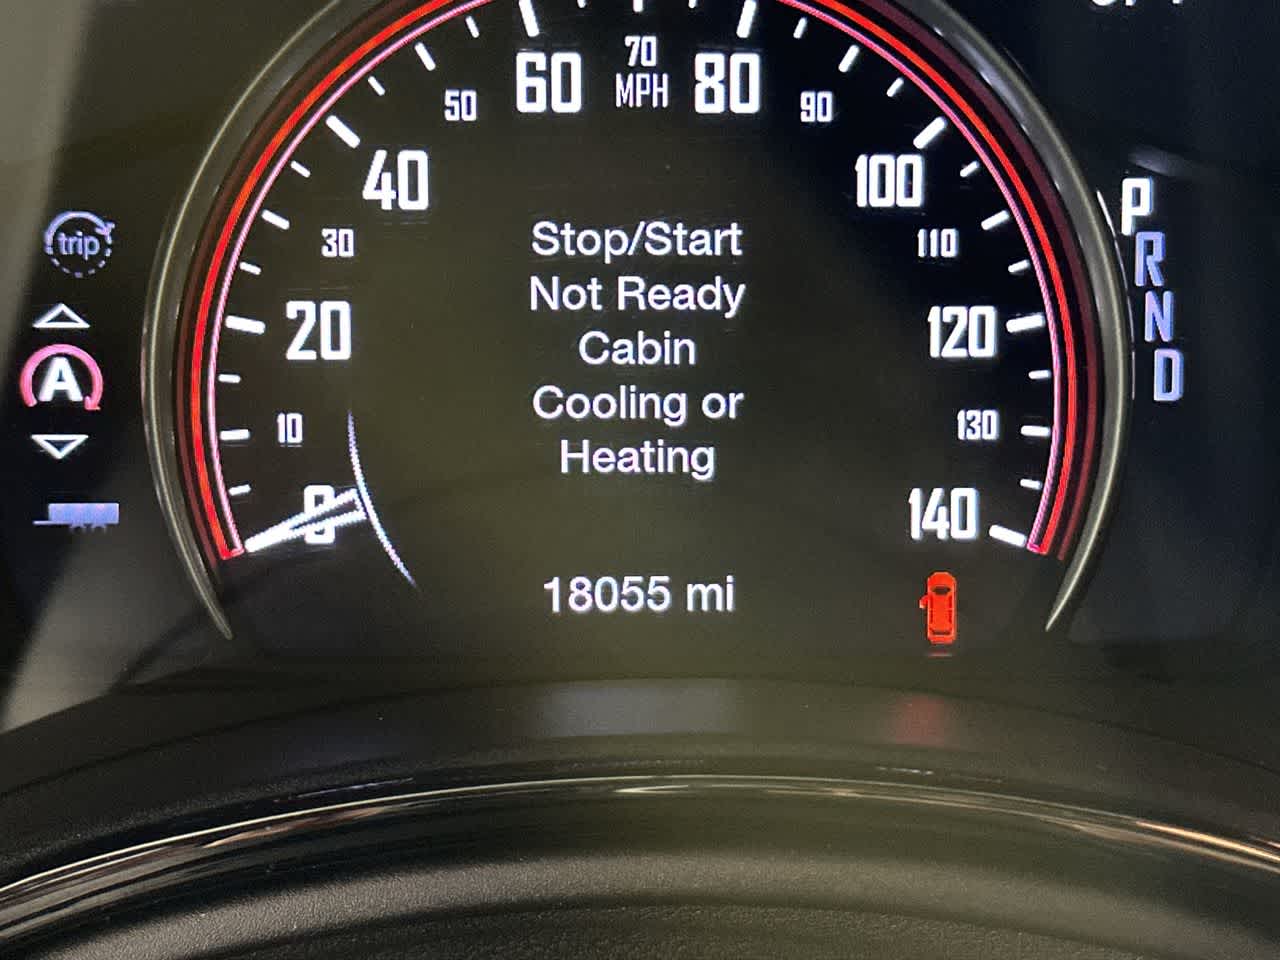 70
60 MPH 80
50 90
40 100
30 110
20 120
10 130
0 140
trip
A
Stop/Start
Not Ready
Cabin
Cooling or
Heating
18055 mi
P
R
N
D